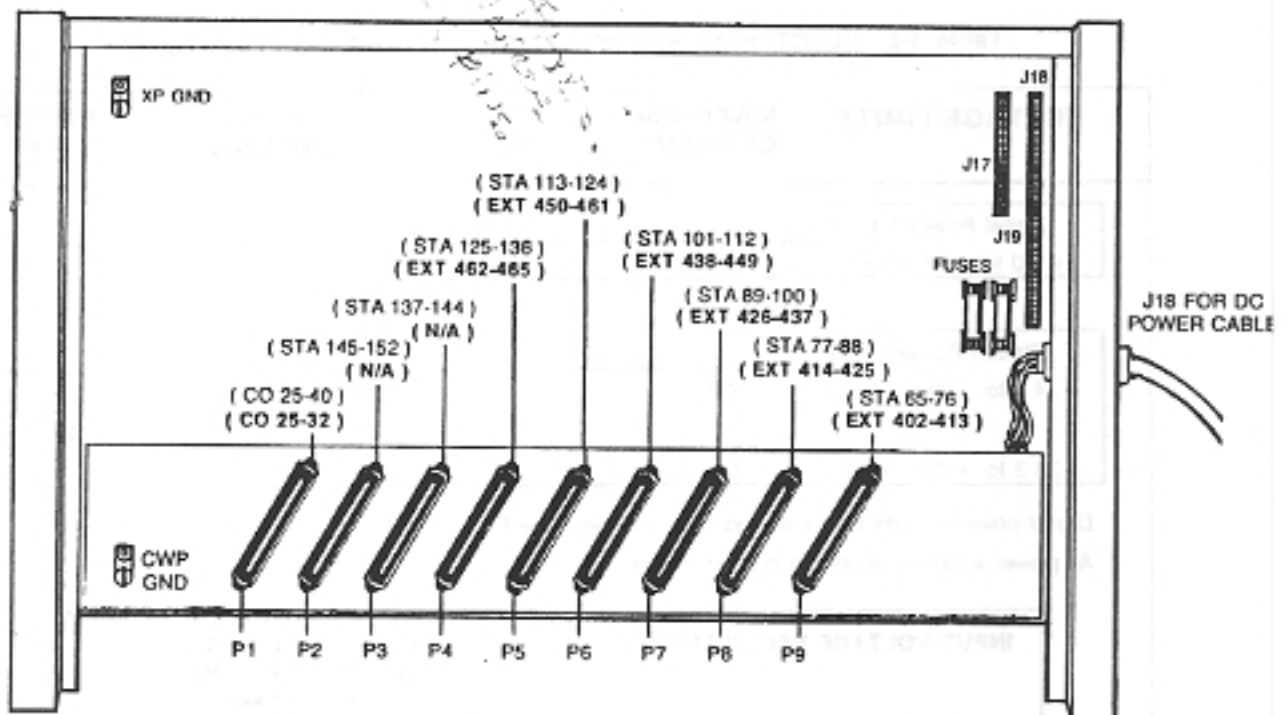 J18
XP GND
J17
( STA 113-124 )
( EXT 450-461 )
J19
( STA 101-112 )
( EXT 438-449 )
( STA 125-136 )
( EXT 462-465 )
FUSES
( STA 89-100 )
( EXT 426-437 )
J18 FOR DC
POWER CABLE
( STA 137-144 )
( N/A )
( STA 145-152 )
( N/A )
( STA 77-88 )
( EXT 414-425 )
( CO 25-40 )
( CO 25-32 )
( STA 65-76 )
( EXT 402-413 )
CWP
GND
P1 P2 P3 P4 P5 P6 P7 P8 P9